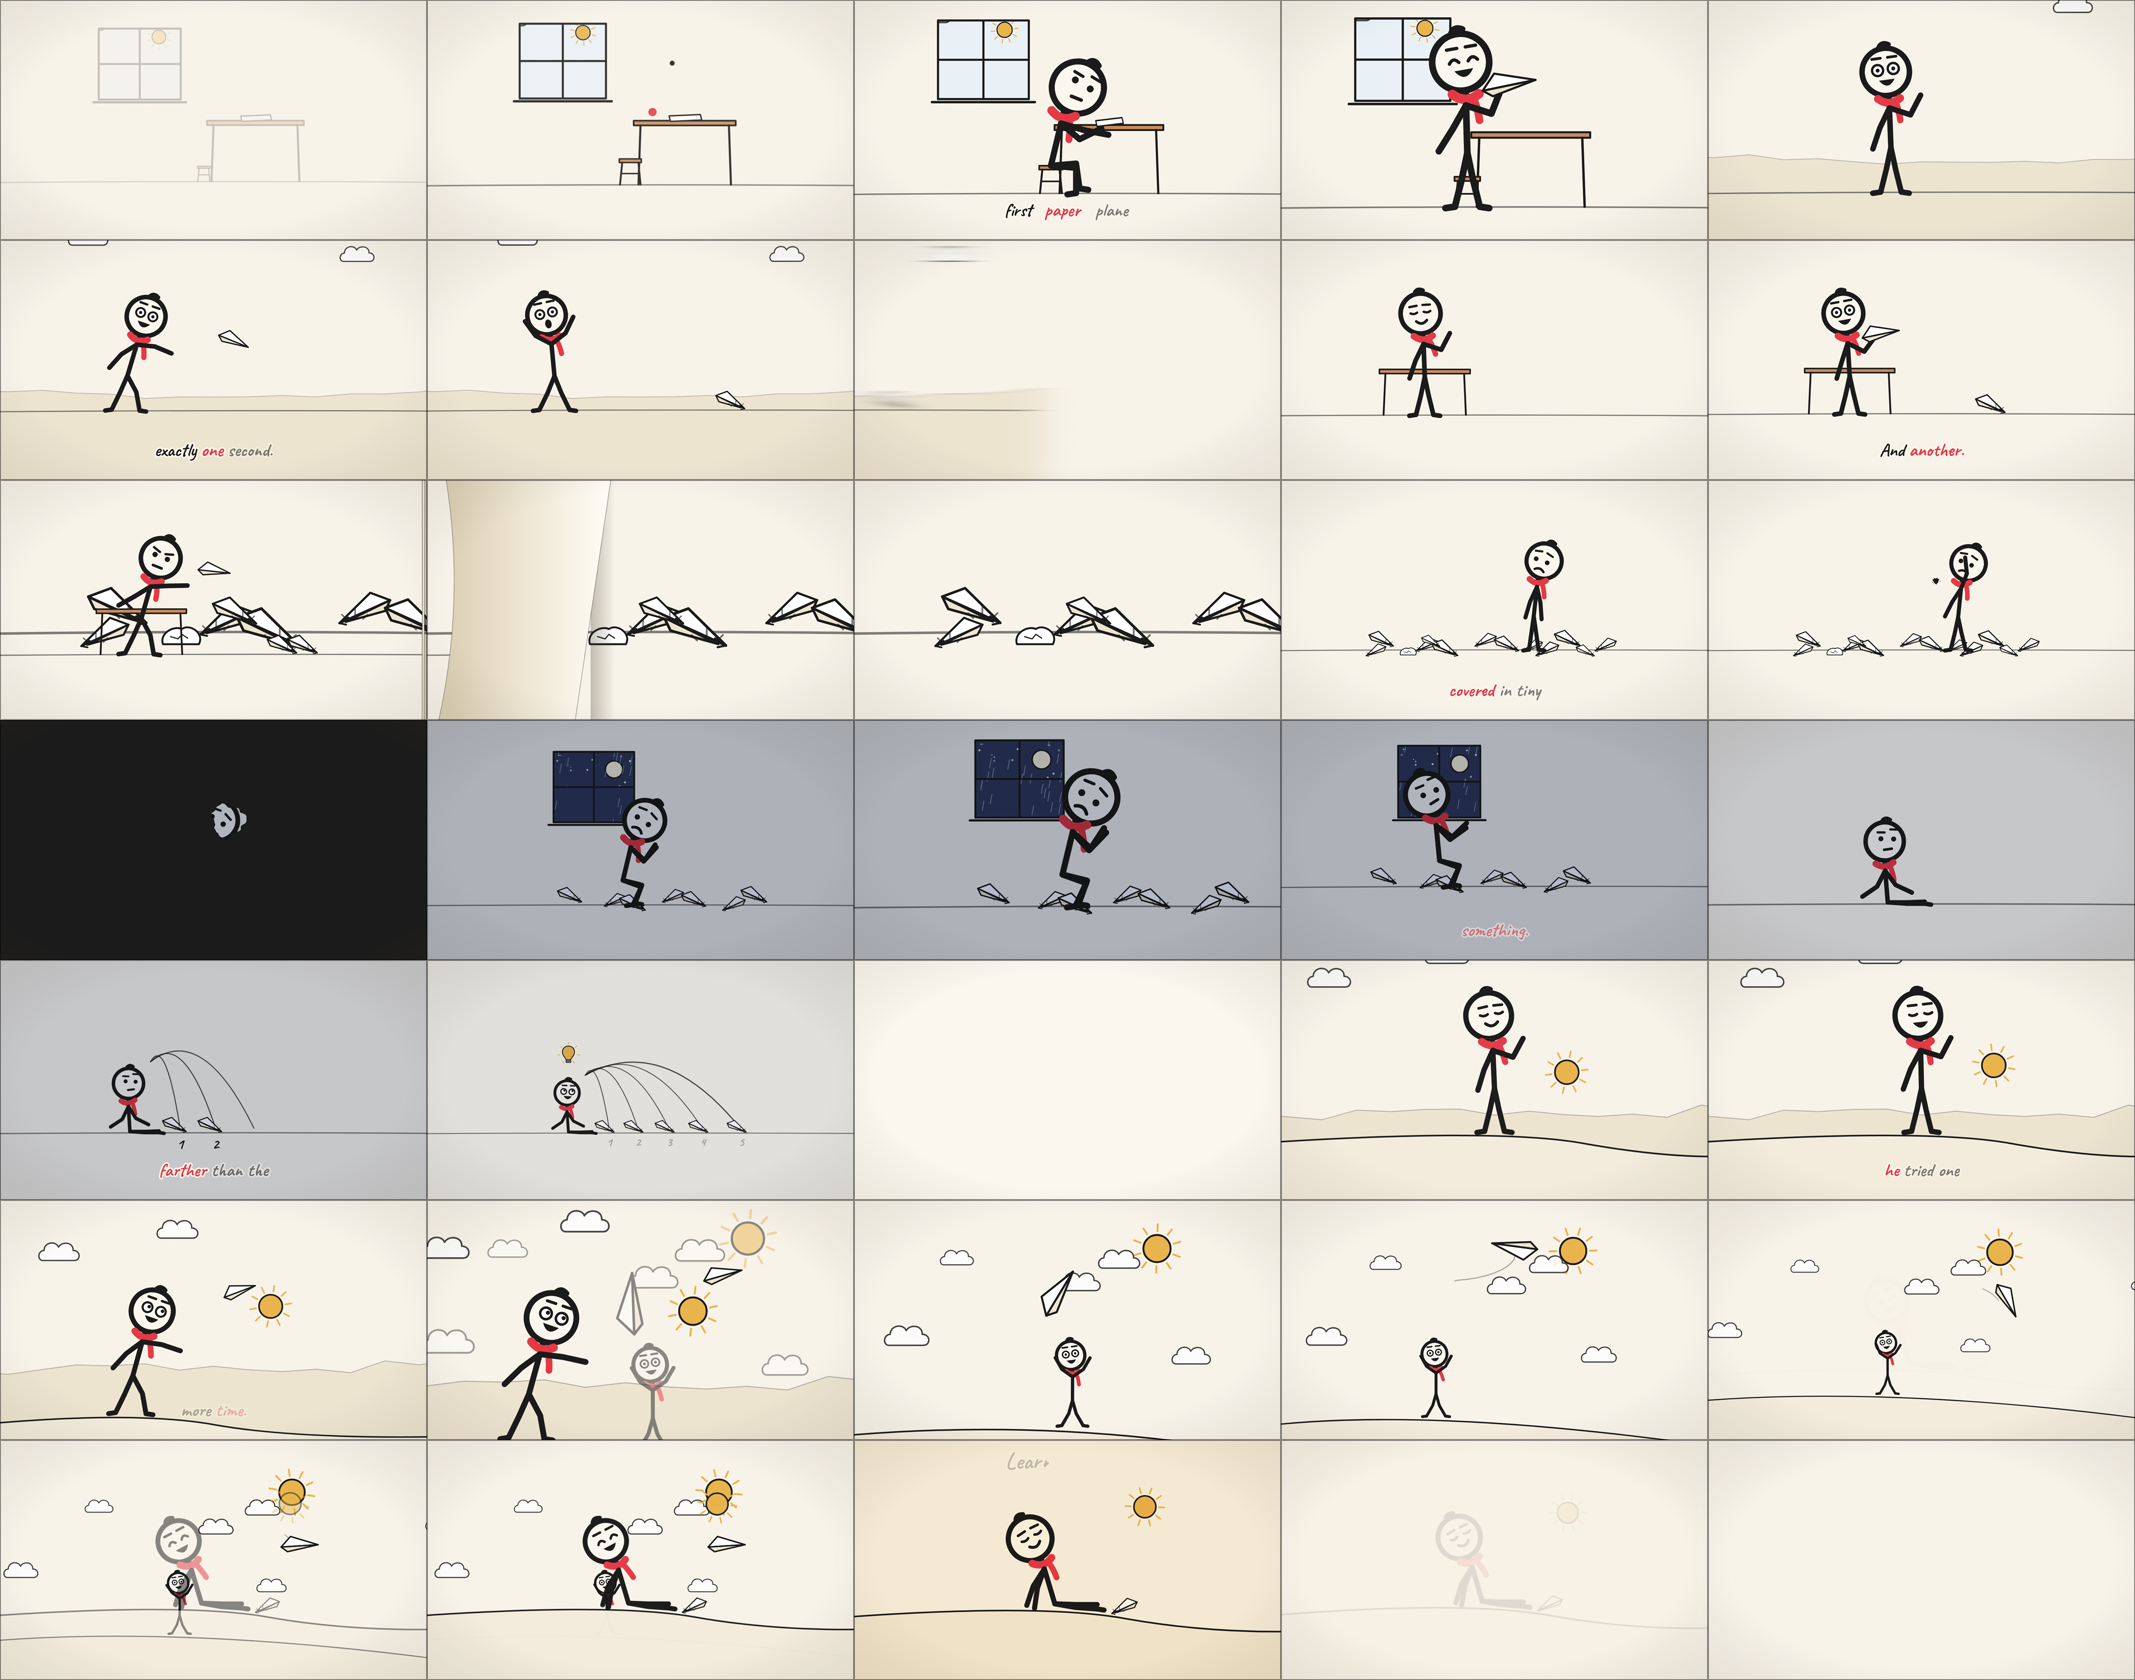 first paper plane
exactly one second.
And another.
covered in tiny
something.
1 2
farther than the
1 2 3 4 5
he tried one
more time.
Learn